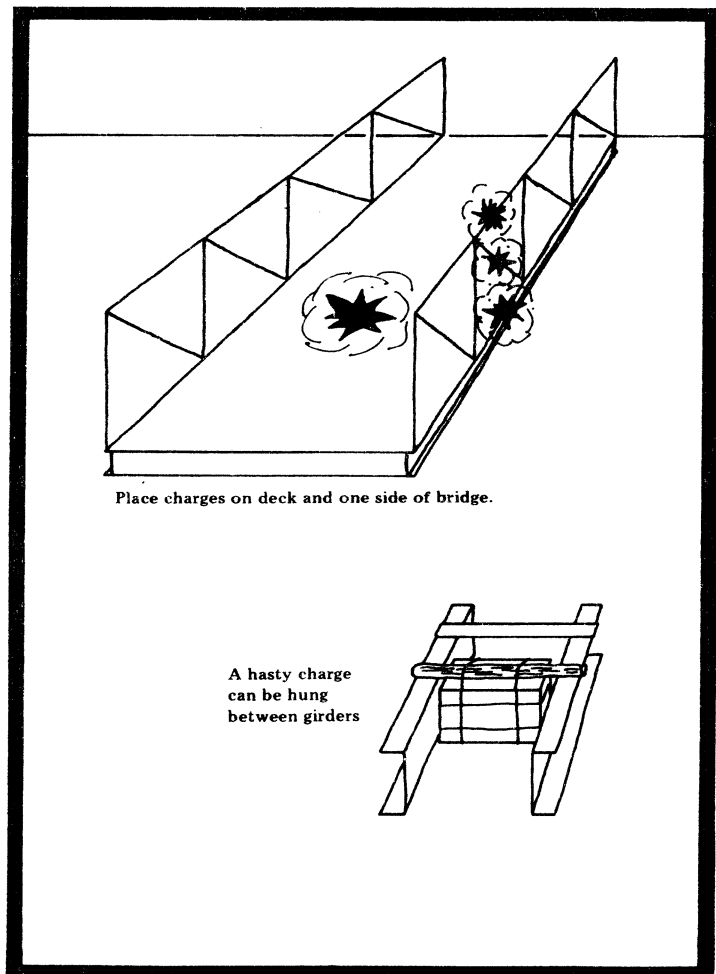 Place charges on deck and one side of bridge.
A hasty charge
can be hung
between girders